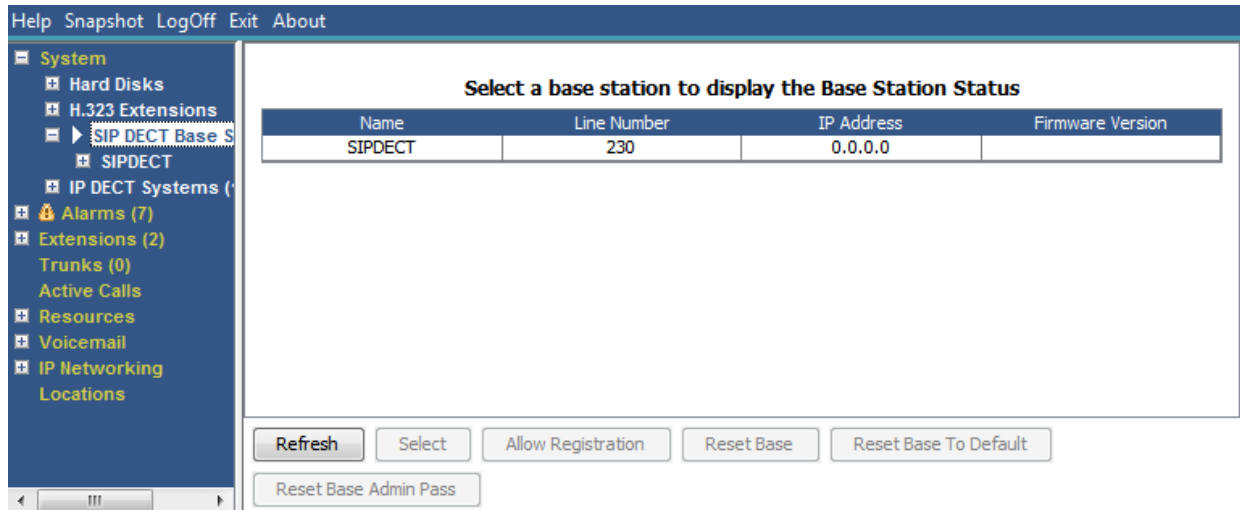 Help Snapshot LogOff Exit About
System
Hard Disks
H.323 Extensions
SIP DECT Base S
SIPDECT
IP DECT Systems (
Alarms (7)
Extensions (2)
Trunks (0)
Active Calls
Resources
Voicemail
IP Networking
Locations
Select a base station to display the Base Station Status
Name Line Number IP Address Firmware Version
SIPDECT 230 0.0.0.0
Refresh Select Allow Registration Reset Base Reset Base To Default
Reset Base Admin Pass